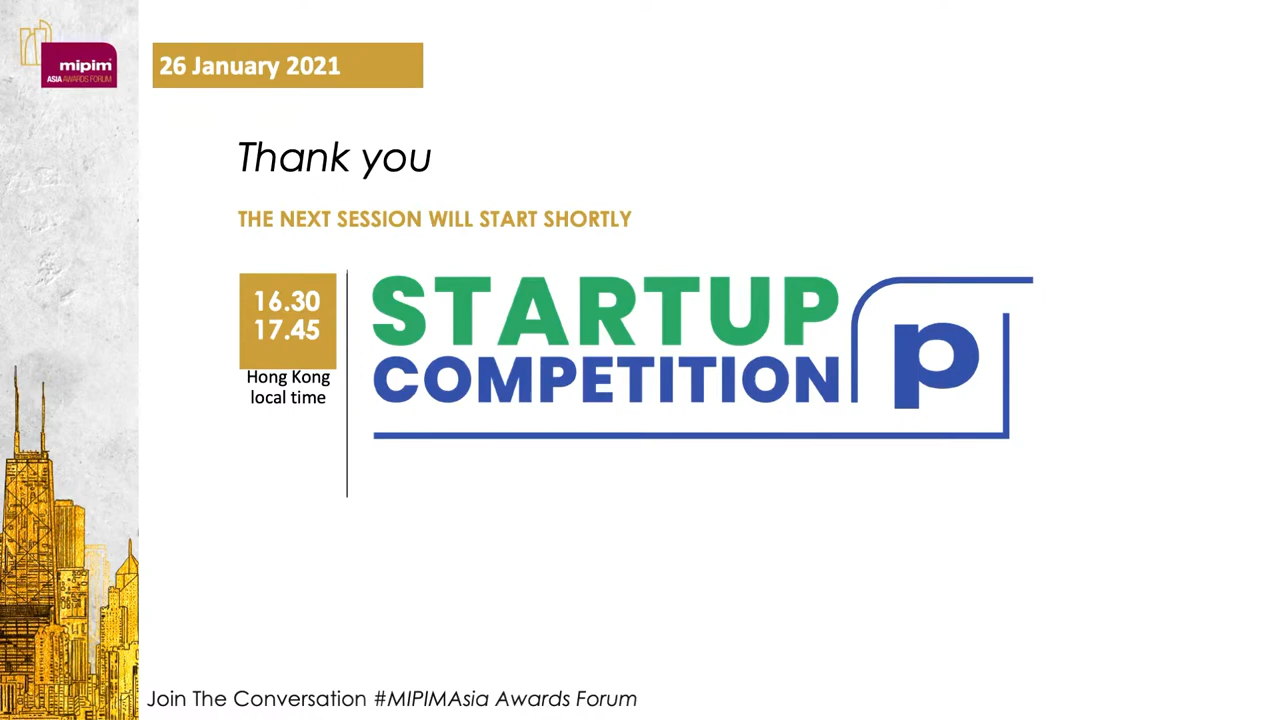 mipim
ASIA AWARDS FORUM
26 January 2021
Thank you
THE NEXT SESSION WILL START SHORTLY
16.30
17.45
Hong Kong
local time
STARTUP
COMPETITION
p
Join The Conversation #MIPIMAsia Awards Forum